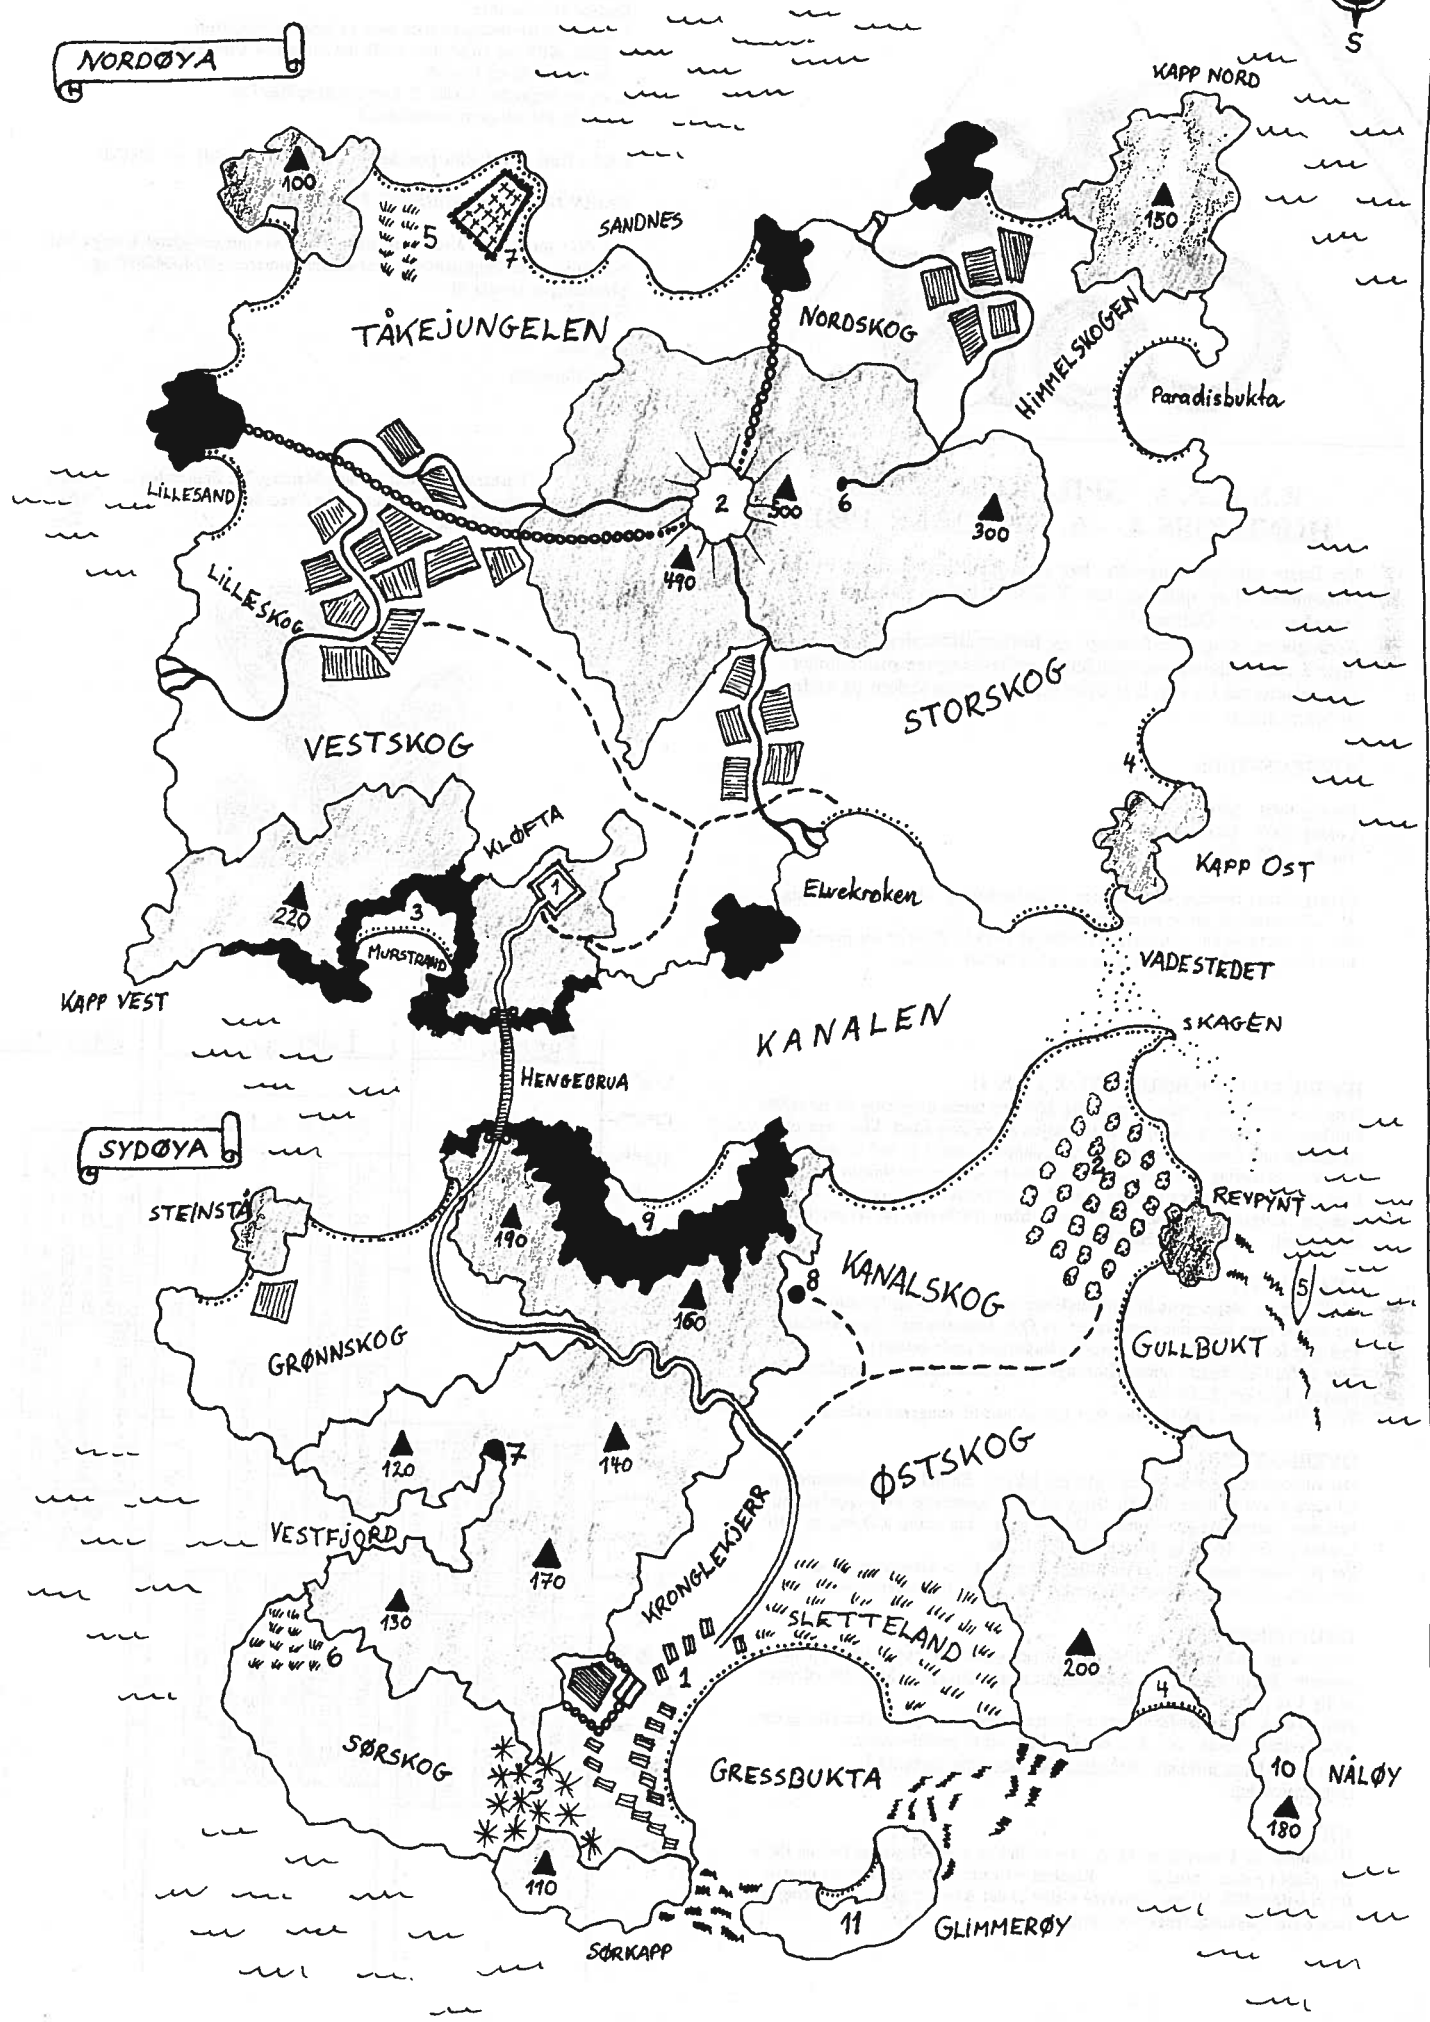 S
NORDØYA
KAPP NORD
100
150
5
7
SANDNES
TÅKEJUNGELEN
NORDSKOG
HIMMELSKOGEN
Paradisbukta
LILLESAND
2
500
6
300
490
LILLESKOG
STORSKOG
VESTSKOG
4
KLØFTA
KAPP ØST
1
Elvekroken
220
3
MURSTRAND
VADESTEDET
KAPP VEST
KANALEN
SKAGEN
HENGEBRUA
SYDØYA
2
STEINSTÅ
REVPYNT
190
9
KANALSKOG
8
5
160
GRØNNSKOG
GULLBUKT
120
7
140
ØSTSKOG
VESTFJORD
170
KRONGLEKJERR
130
SLETTELAND
6
1
200
4
SØRSKOG
3
GRESSBUKTA
10
NÅLØY
180
110
11
GLIMMERØY
SØRKAPP